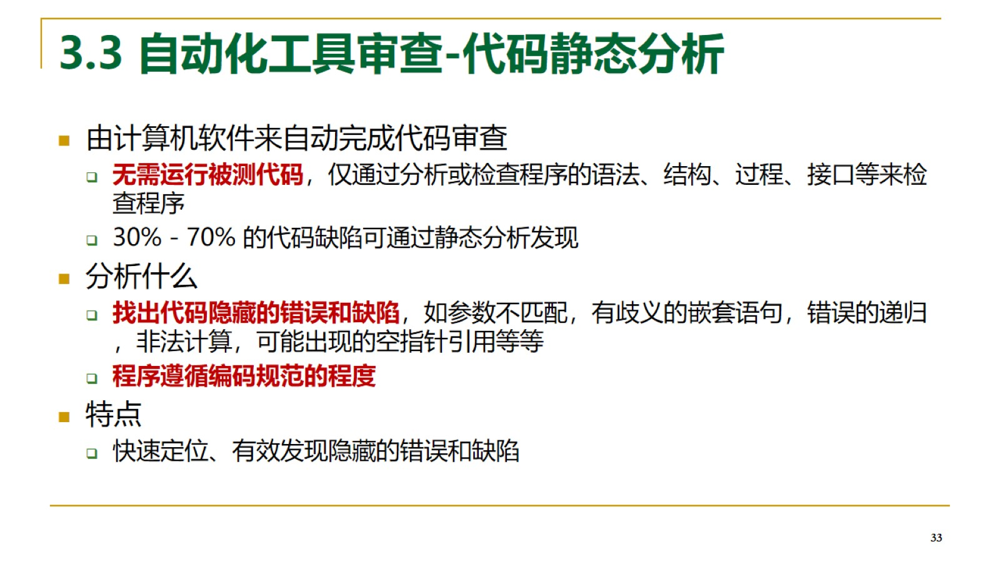 3.3 自动化工具审查-代码静态分析
由计算机软件来自动完成代码审查
无需运行被测代码，仅通过分析或检查程序的语法、结构、过程、接口等来检
查程序
30% - 70% 的代码缺陷可通过静态分析发现
分析什么
找出代码隐藏的错误和缺陷，如参数不匹配，有歧义的嵌套语句，错误的递归
，非法计算，可能出现的空指针引用等等
程序遵循编码规范的程度
特点
快速定位、有效发现隐藏的错误和缺陷
33